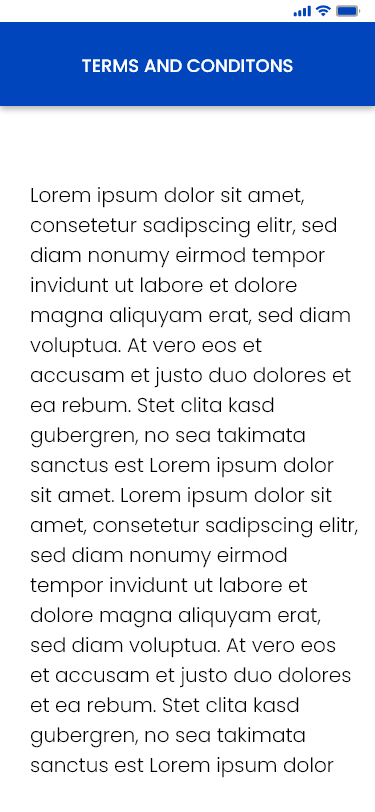 TERMS AND CONDITONS
Lorem ipsum dolor sit amet,
consetetur sadipscing elitr, sed
diam nonumy eirmod tempor
invidunt ut labore et dolore
magna aliquyam erat, sed diam
voluptua. At vero eos et
accusam et justo duo dolores et
ea rebum. Stet clita kasd
gubergren, no sea takimata
sanctus est Lorem ipsum dolor
sit amet. Lorem ipsum dolor sit
amet, consetetur sadipscing elitr,
sed diam nonumy eirmod
tempor invidunt ut labore et
dolore magna aliquyam erat,
sed diam voluptua. At vero eos
et accusam et justo duo dolores
et ea rebum. Stet clita kasd
gubergren, no sea takimata
sanctus est Lorem ipsum dolor